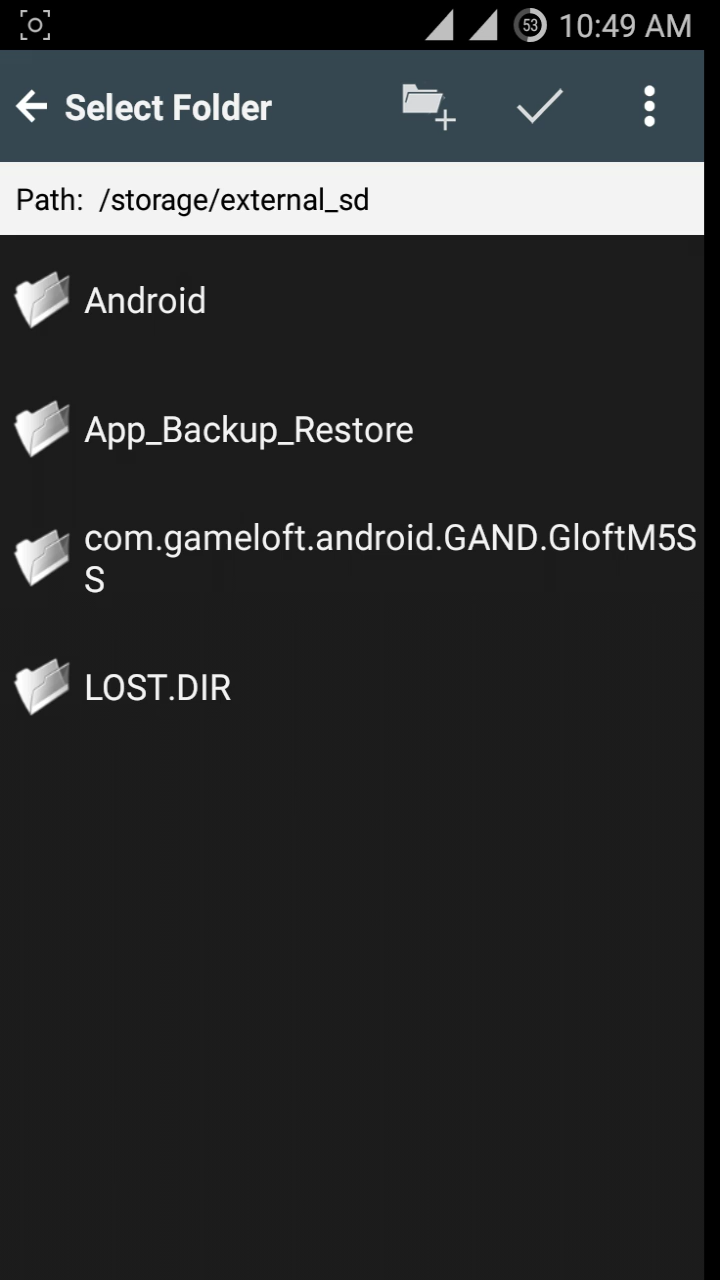 53 10:49 AM
Select Folder
Path: /storage/external_sd
Android
App_Backup_Restore
com.gameloft.android.GAND.GloftM5S
S
LOST.DIR